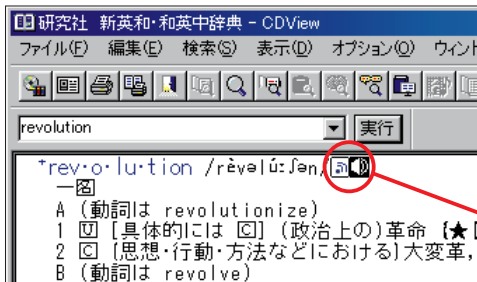 研究社 新英和・和英中辞典 - CDView
ファイル(F) 編集(E) 検索(S) 表示(D) オプション(O) ウィント
revolution 実行
⁺rev·o·lu·tion /rèvəlúːʃən/
━名
A (動詞は revolutionize)
1 U [具体的には C] (政治上の)革命 {★
2 C [思想・行動・方法などにおける]大変革,
B (動詞は revolve)